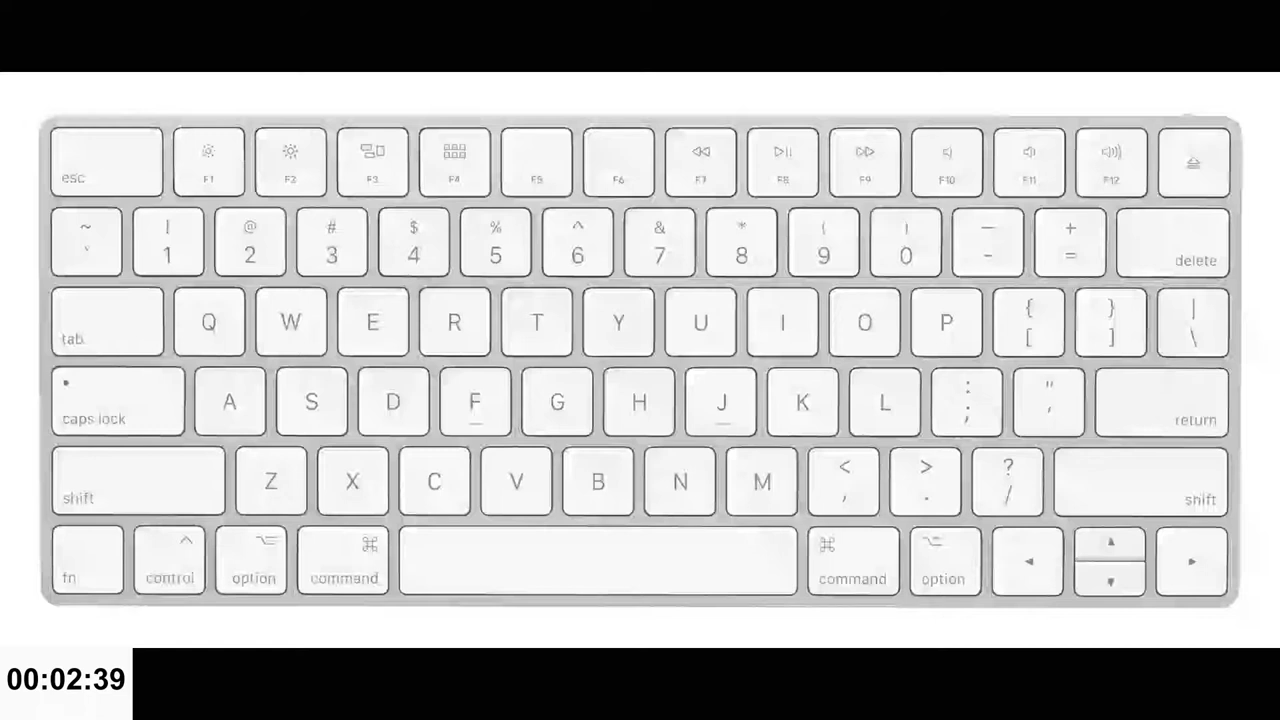 esc F1 F2 F3 F4 F5 F6 F7 F8 F9 F10 F11 F12
~ ! @ # $ % ^ & * ( ) — +
` 1 2 3 4 5 6 7 8 9 0 - = delete
tab Q W E R T Y U I O P { } |
[ ] \
caps lock A S D F G H J K L : "
; ' return
shift Z X C V B N M < > ?
, . / shift
fn control ^ option ⌥ command ⌘ ⌘ command ⌥ option ◀ ▲ ▼ ▶
00:02:39